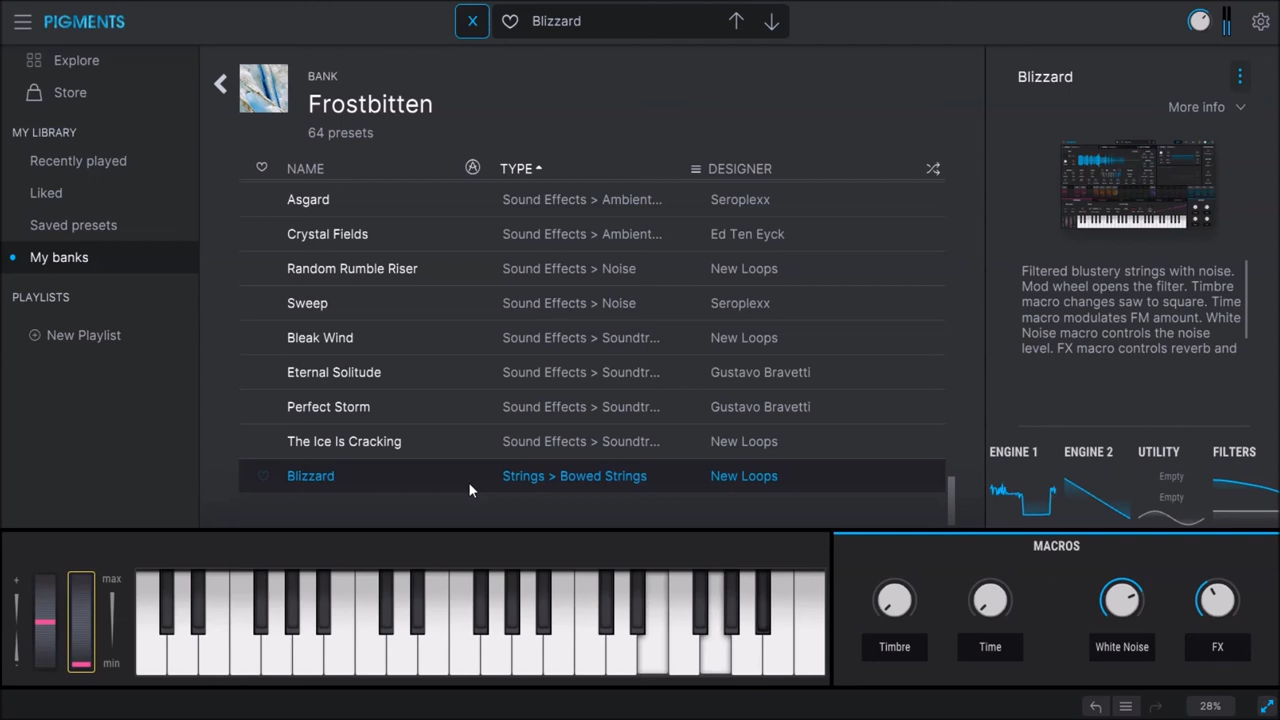 PIGMENTS
X
Blizzard
Explore
Store
MY LIBRARY
Recently played
Liked
Saved presets
My banks
PLAYLISTS
New Playlist
BANK
Frostbitten
64 presets
NAME TYPE DESIGNER
Asgard Sound Effects > Ambient... Seroplexx
Crystal Fields Sound Effects > Ambient... Ed Ten Eyck
Random Rumble Riser Sound Effects > Noise New Loops
Sweep Sound Effects > Noise Seroplexx
Bleak Wind Sound Effects > Soundtr... New Loops
Eternal Solitude Sound Effects > Soundtr... Gustavo Bravetti
Perfect Storm Sound Effects > Soundtr... Gustavo Bravetti
The Ice Is Cracking Sound Effects > Soundtr... New Loops
Blizzard Strings > Bowed Strings New Loops
Blizzard
More info
Filtered blustery strings with noise.
Mod wheel opens the filter. Timbre
macro changes saw to square. Time
macro modulates FM amount. White
Noise macro controls the noise
level. FX macro controls reverb and
ENGINE 1 ENGINE 2 UTILITY FILTERS
Empty
Empty
+
-
max
min
MACROS
Timbre Time White Noise FX
28%